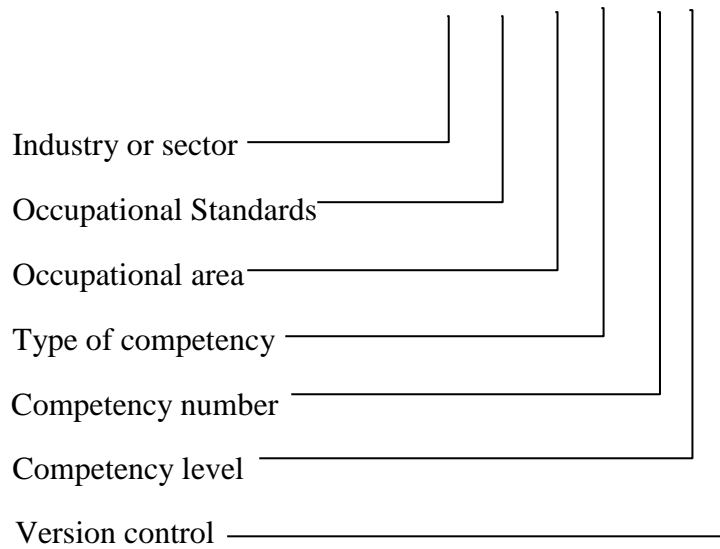 Industry or sector
Occupational Standards
Occupational area
Type of competency
Competency number
Competency level
Version control